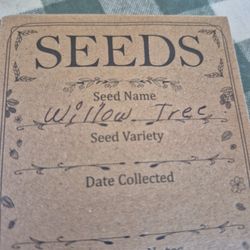 SEEDS
Seed Name
Willow Tree
Seed Variety
Date Collected